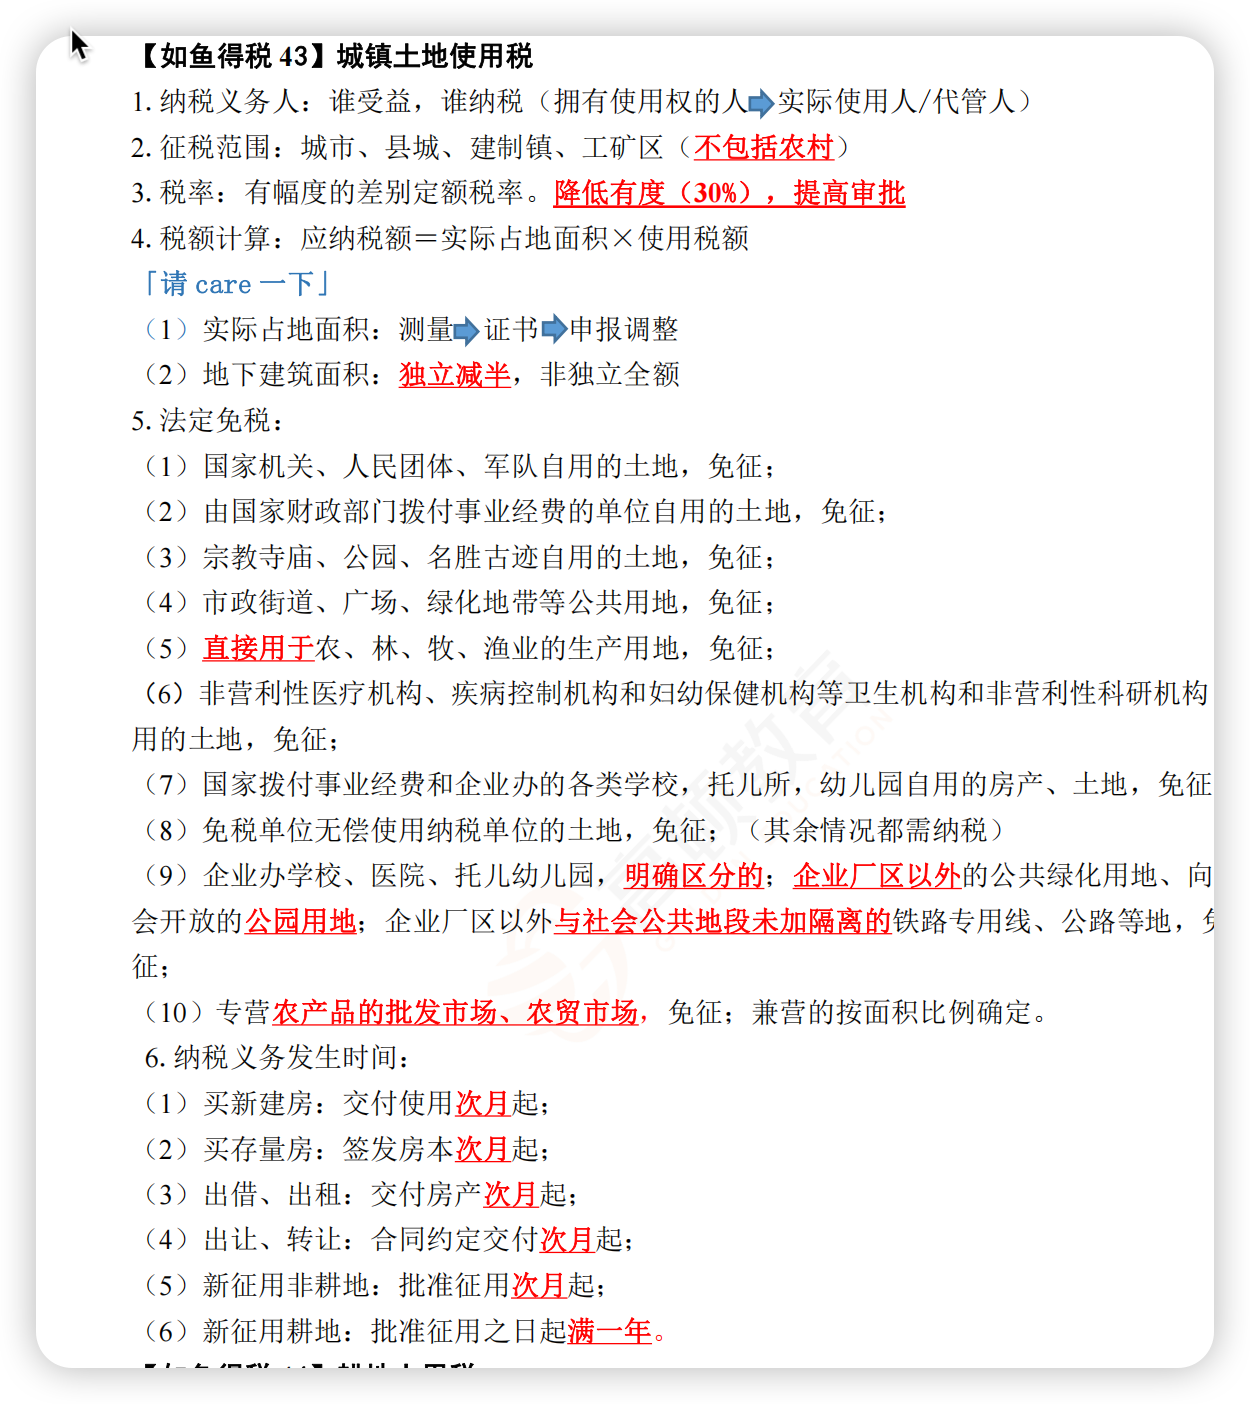 【如鱼得税 43】城镇土地使用税
1. 纳税义务人：谁受益，谁纳税（拥有使用权的人➡实际使用人/代管人）
2. 征税范围：城市、县城、建制镇、工矿区（不包括农村）
3. 税率：有幅度的差别定额税率。降低有度（30%），提高审批
4. 税额计算：应纳税额＝实际占地面积×使用税额
「请 care 一下」
（1）实际占地面积：测量➡证书➡申报调整
（2）地下建筑面积：独立减半，非独立全额
5. 法定免税：
（1）国家机关、人民团体、军队自用的土地，免征；
（2）由国家财政部门拨付事业经费的单位自用的土地，免征；
（3）宗教寺庙、公园、名胜古迹自用的土地，免征；
（4）市政街道、广场、绿化地带等公共用地，免征；
（5）直接用于农、林、牧、渔业的生产用地，免征；
（6）非营利性医疗机构、疾病控制机构和妇幼保健机构等卫生机构和非营利性科研机构
用的土地，免征；
（7）国家拨付事业经费和企业办的各类学校，托儿所，幼儿园自用的房产、土地，免征
（8）免税单位无偿使用纳税单位的土地，免征；（其余情况都需纳税）
（9）企业办学校、医院、托儿幼儿园，明确区分的；企业厂区以外的公共绿化用地、向
会开放的公园用地；企业厂区以外与社会公共地段未加隔离的铁路专用线、公路等地，免
征；
（10）专营农产品的批发市场、农贸市场，免征；兼营的按面积比例确定。
6. 纳税义务发生时间：
（1）买新建房：交付使用次月起；
（2）买存量房：签发房本次月起；
（3）出借、出租：交付房产次月起；
（4）出让、转让：合同约定交付次月起；
（5）新征用非耕地：批准征用次月起；
（6）新征用耕地：批准征用之日起满一年。